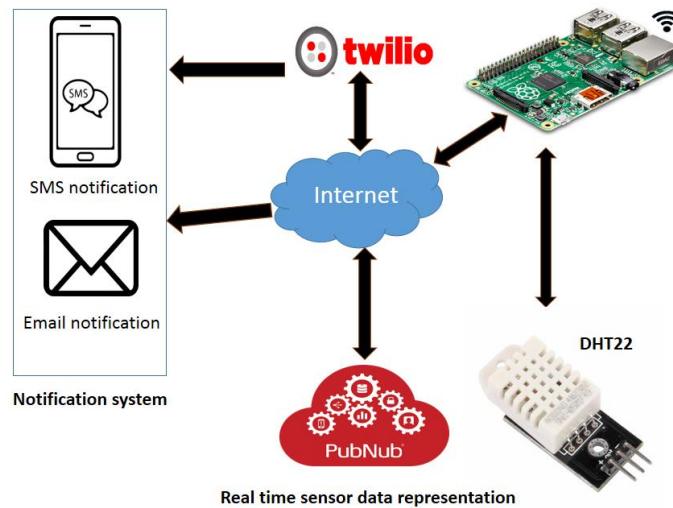 twilio
SMS
SMS notification
Internet
Email notification
DHT22
Notification system
PubNub
Real time sensor data representation